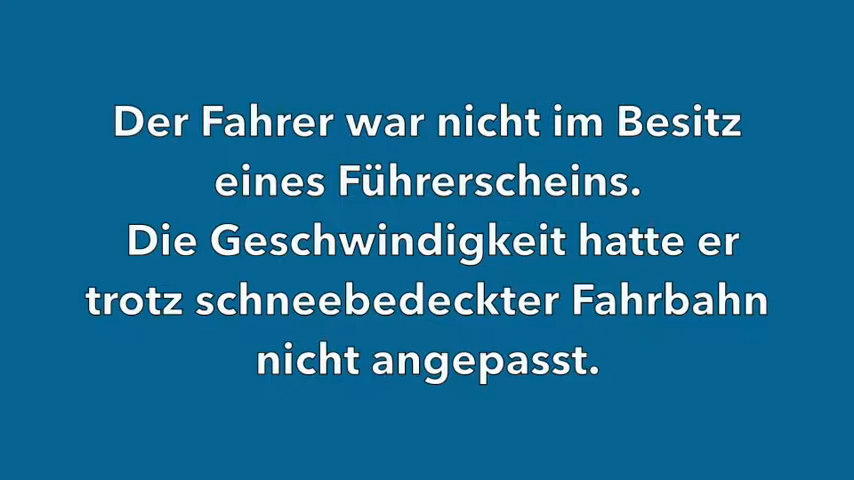 Der Fahrer war nicht im Besitz
eines Führerscheins.
Die Geschwindigkeit hatte er
trotz schneebedeckter Fahrbahn
nicht angepasst.